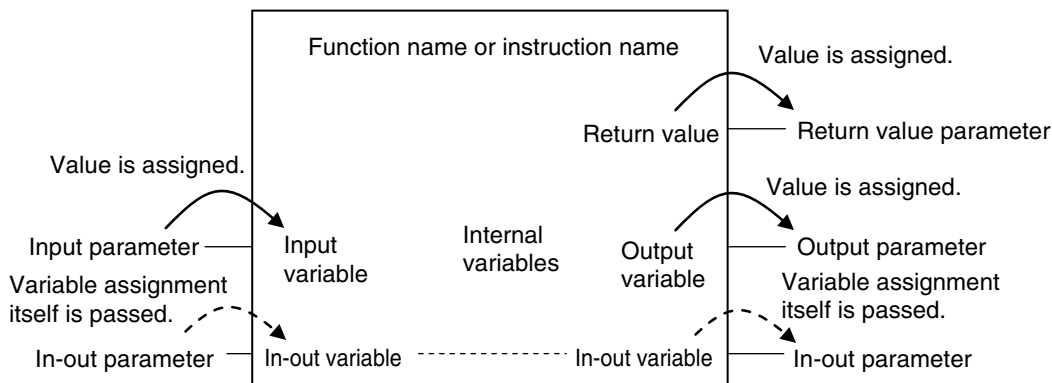 Function name or instruction name
Value is assigned.
Return value
Return value parameter
Value is assigned.
Value is assigned.
Input parameter
Input
variable
Internal
variables
Output
variable
Output parameter
Variable assignment
itself is passed.
Variable assignment
itself is passed.
In-out parameter
In-out variable
In-out variable
In-out parameter